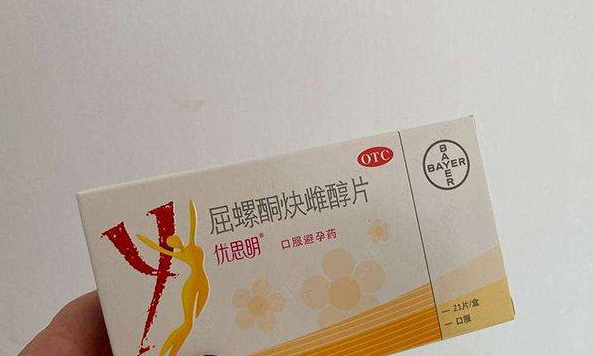 OTC
BAYER
BAYER
屈螺酮炔雌醇片
优思明®
口服避孕药
— 21片/盒
— 口服